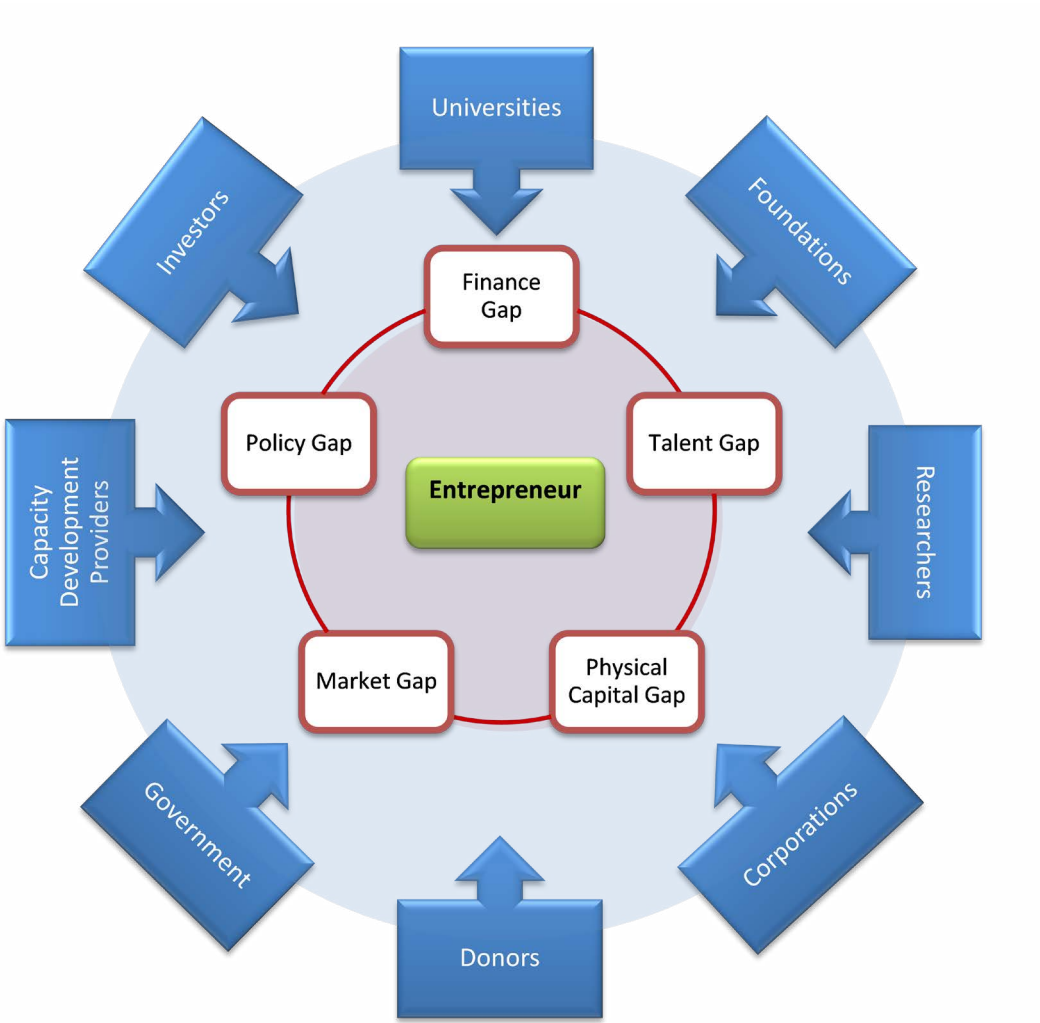 Universities
Investors
Foundations
Finance
Gap
Policy Gap
Talent Gap
Entrepreneur
Capacity
Development
Providers
Researchers
Market Gap
Physical
Capital Gap
Government
Corporations
Donors